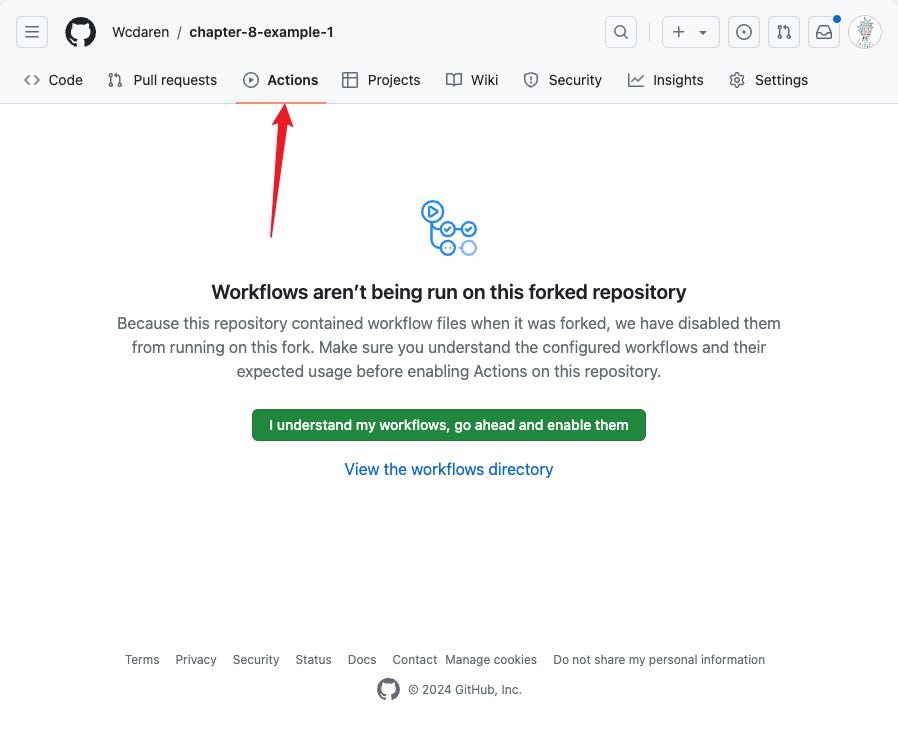 Wcdaren / chapter-8-example-1
Code Pull requests Actions Projects Wiki Security Insights Settings
Workflows aren’t being run on this forked repository
Because this repository contained workflow files when it was forked, we have disabled them
from running on this fork. Make sure you understand the configured workflows and their
expected usage before enabling Actions on this repository.
I understand my workflows, go ahead and enable them
View the workflows directory
Terms Privacy Security Status Docs Contact Manage cookies Do not share my personal information
© 2024 GitHub, Inc.